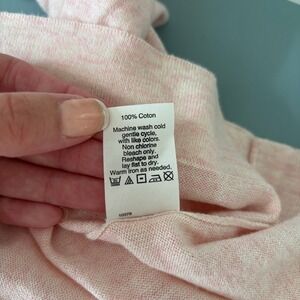 100% Coton
Machine wash cold
gentle cycle,
with like colors.
Non chlorine
bleach only.
Reshape and
lay flat to dry.
Warm iron as needed.